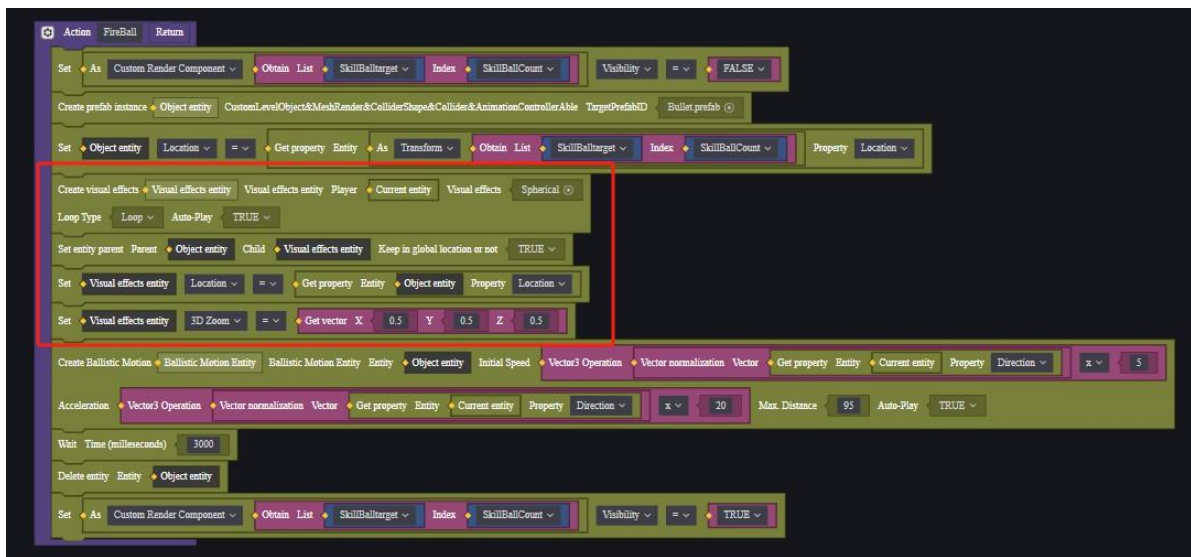 Action FireBall Return
Set As Custom Render Component Obtain List SkillBalltarget Index SkillBallCount Visibility = FALSE
Create prefab instance Object entity CustomLevelObject&MeshRender&ColliderShape&Collider&AnimationControllerAble TargetPrefabID Bullet.prefab
Set Object entity Location = Get property Entity As Transform Obtain List SkillBalltarget Index SkillBallCount Property Location
Create visual effects Visual effects entity Visual effects entity Player Current entity Visual effects Spherical
Loop Type Loop Auto-Play TRUE
Set entity parent Parent Object entity Child Visual effects entity Keep in global location or not TRUE
Set Visual effects entity Location = Get property Entity Object entity Property Location
Set Visual effects entity 3D Zoom = Get vector X 0.5 Y 0.5 Z 0.5
Create Ballistic Motion Ballistic Motion Entity Ballistic Motion Entity Entity Object entity Initial Speed Vector3 Operation Vector normalization Vector Get property Entity Current entity Property Direction x 5
Acceleration Vector3 Operation Vector normalization Vector Get property Entity Current entity Property Direction x 20 Max. Distance 95 Auto-Play TRUE
Wait Time (milleseconds) 3000
Delete entity Entity Object entity
Set As Custom Render Component Obtain List SkillBalltarget Index SkillBallCount Visibility = TRUE